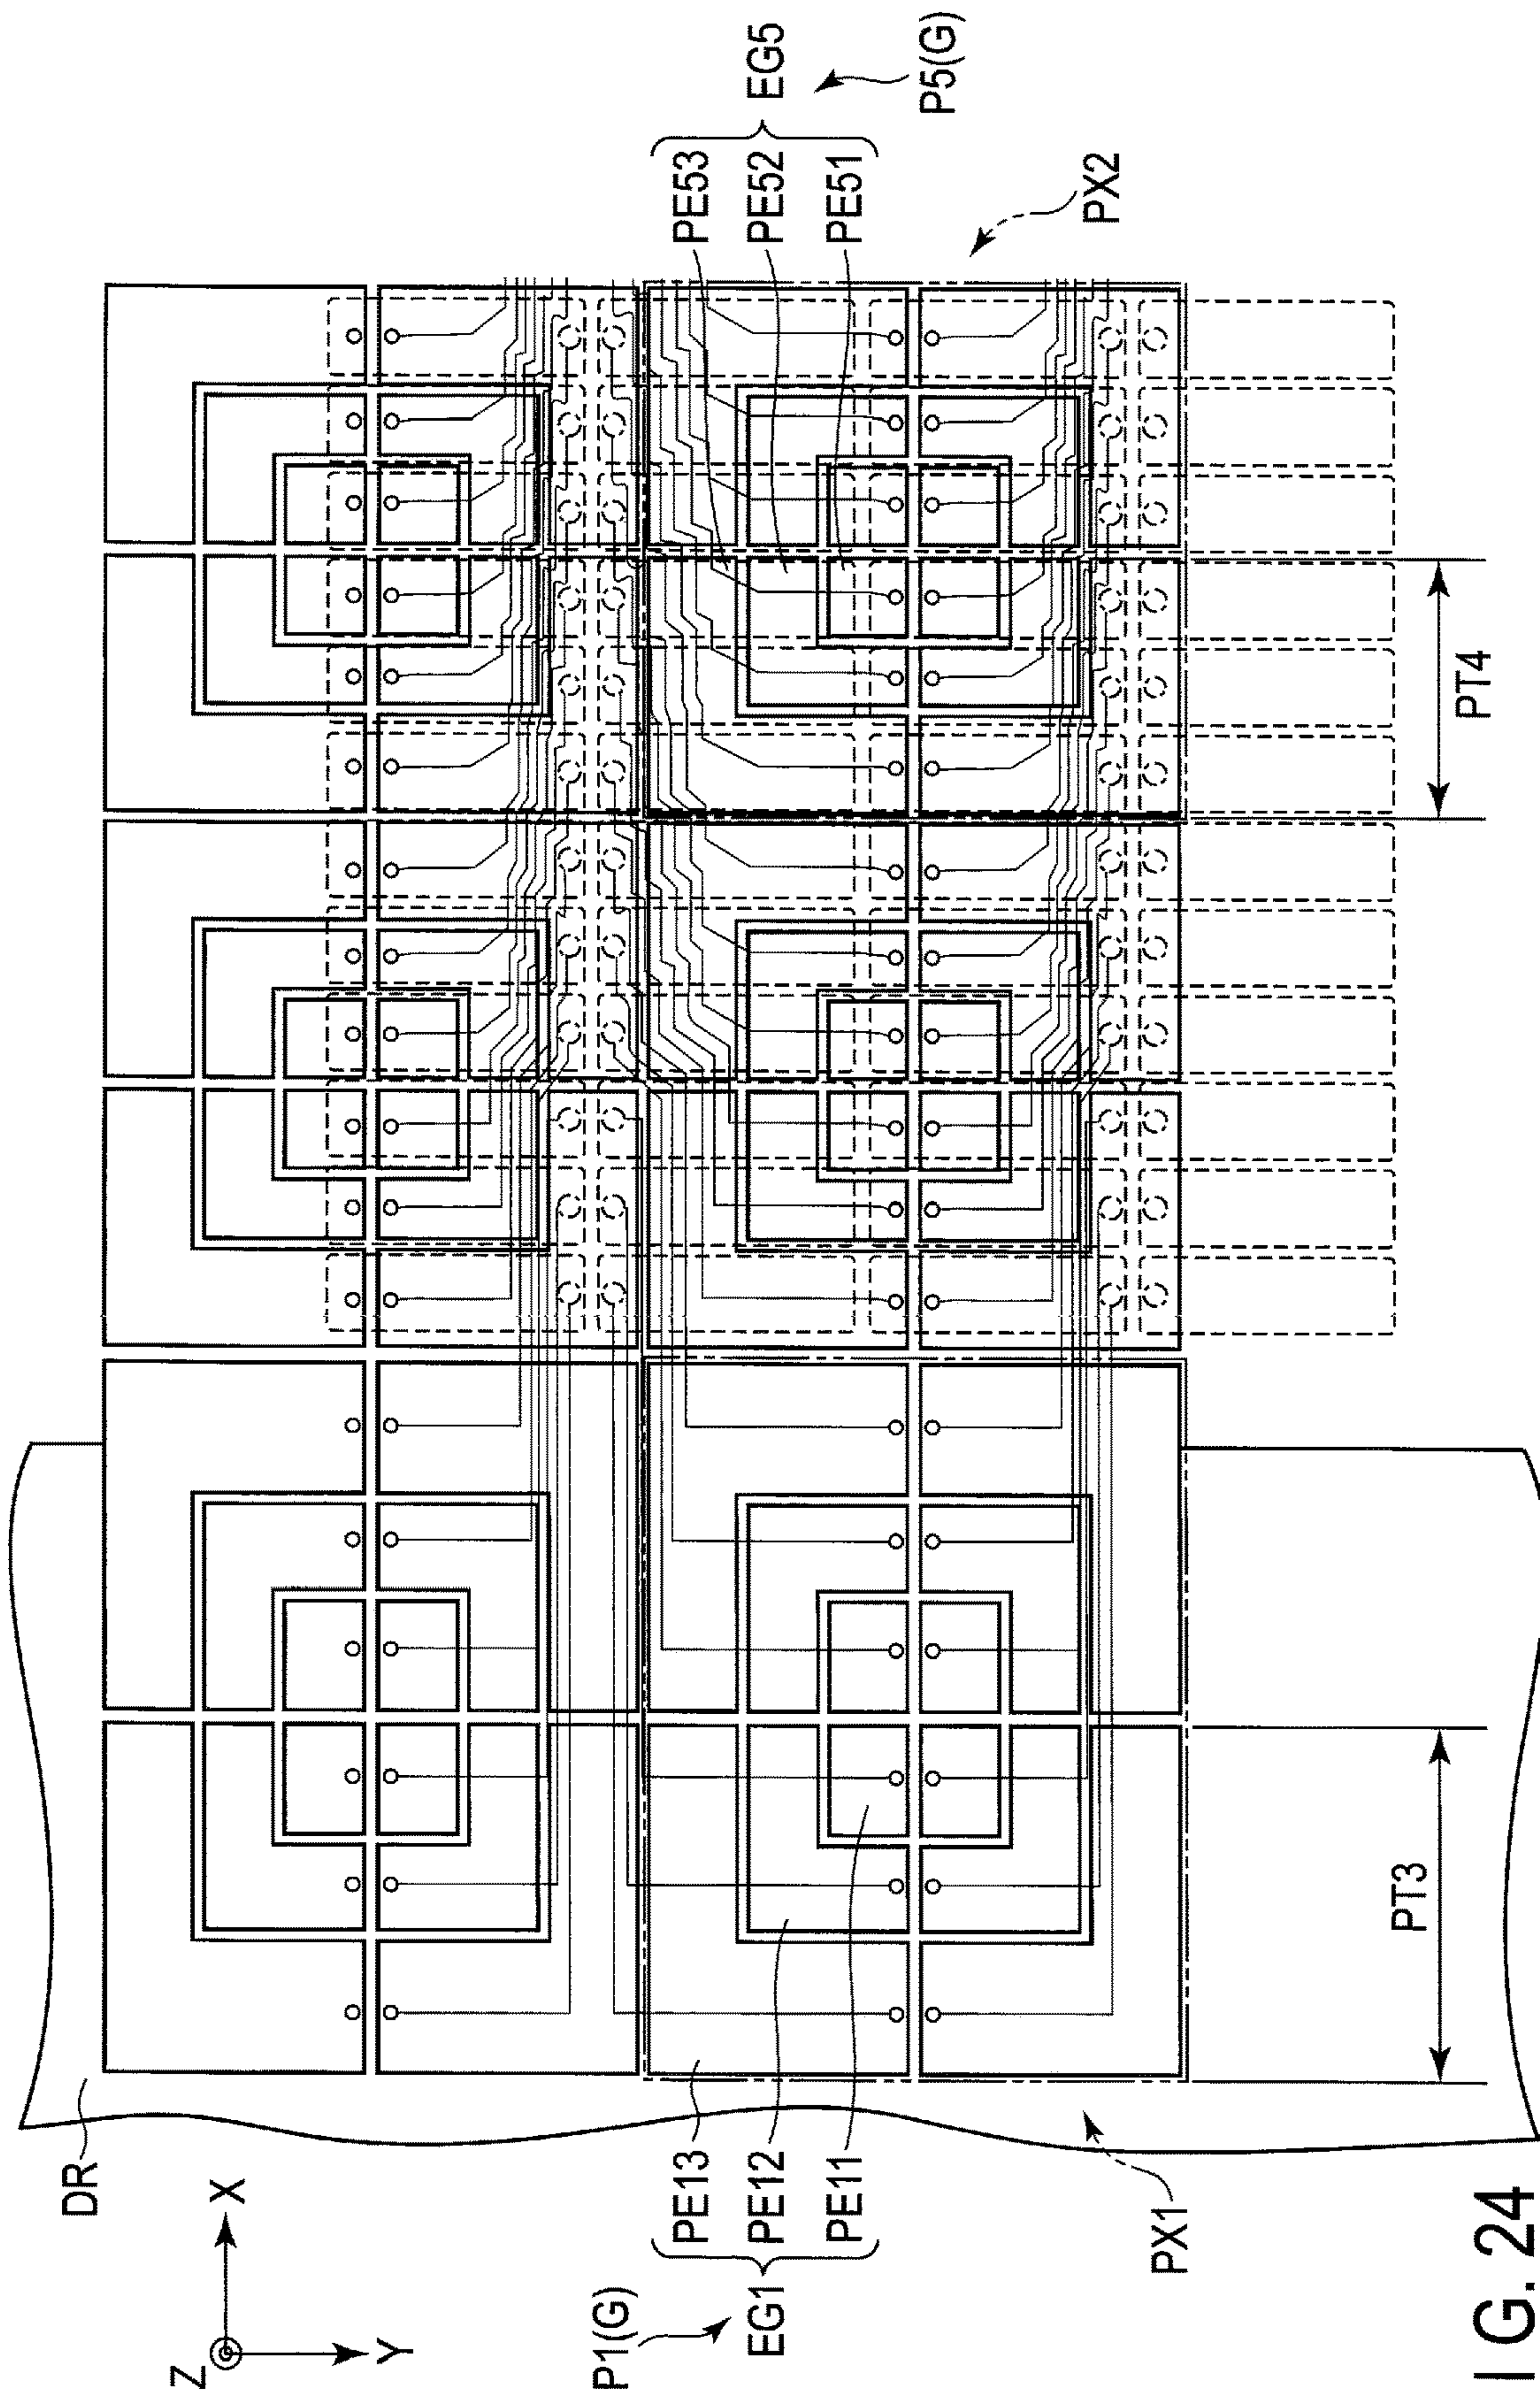 P5(G)
EG5
PE53
PE52
PE51
PX2
PT4
PT3
DR
X
Y
Z
PE13
PE12
PE11
EG1
P1(G)
PX1
I G. 24